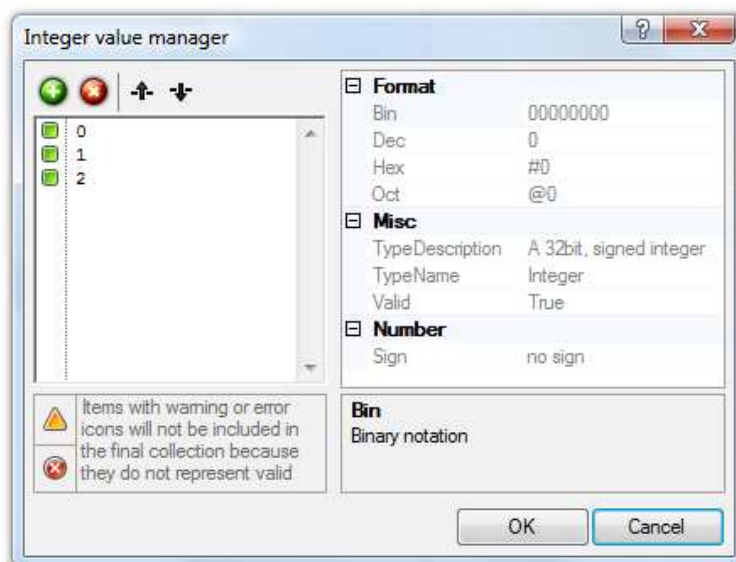 Integer value manager
0
1
2
Items with warning or error
icons will not be included in
the final collection because
they do not represent valid
Format
Bin 00000000
Dec 0
Hex #0
Oct @0
Misc
TypeDescription A 32bit, signed integer
TypeName Integer
Valid True
Number
Sign no sign
Bin
Binary notation
OK Cancel